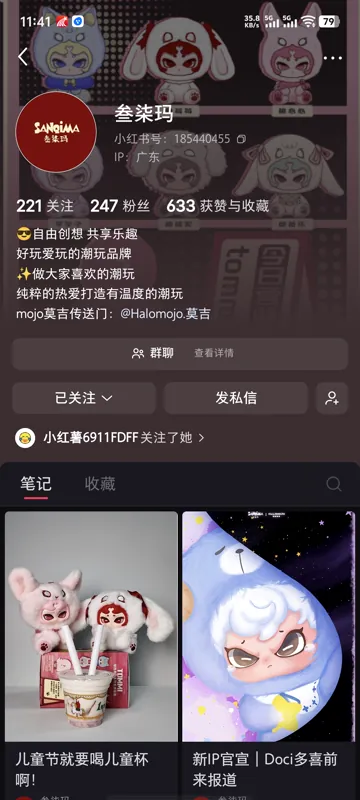 11:41
35.8
KB/s
5G
5G
79
SANQIMA
叁柒玛
叁柒玛
小红书号：185440455
IP：广东
221 关注 247 粉丝 633 获赞与收藏
😎自由创想 共享乐趣
好玩爱玩的潮玩品牌
✨做大家喜欢的潮玩
纯粹的热爱打造有温度的潮玩
mojo莫吉传送门：@Halomojo.莫吉
群聊 查看详情
已关注 发私信
小红薯6911FDFF关注了她
笔记 收藏
儿童节就要喝儿童杯
啊！
新IP官宣｜Doci多喜前
来报道